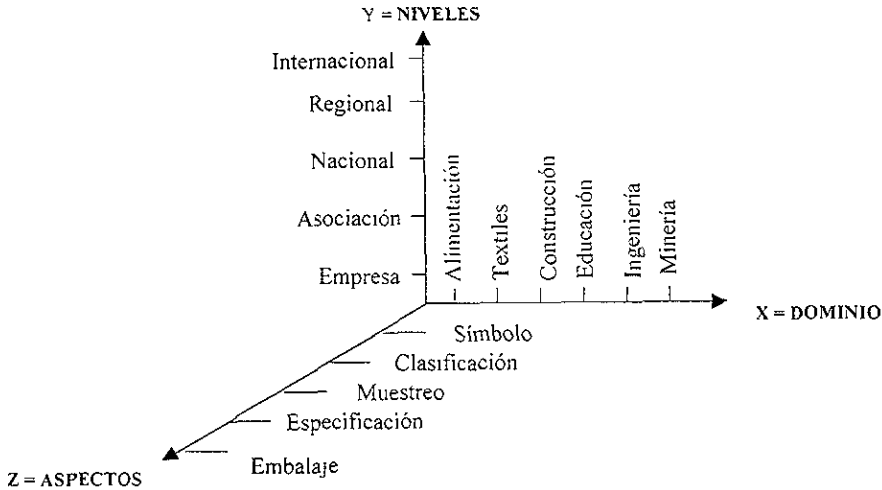 Y = NIVELES
Internacional
Regional
Nacional
Asociación
Empresa
Alimentación
Textiles
Construcción
Educación
Ingeniería
Minería
X = DOMINIO
Símbolo
Clasificación
Muestreo
Especificación
Embalaje
Z = ASPECTOS